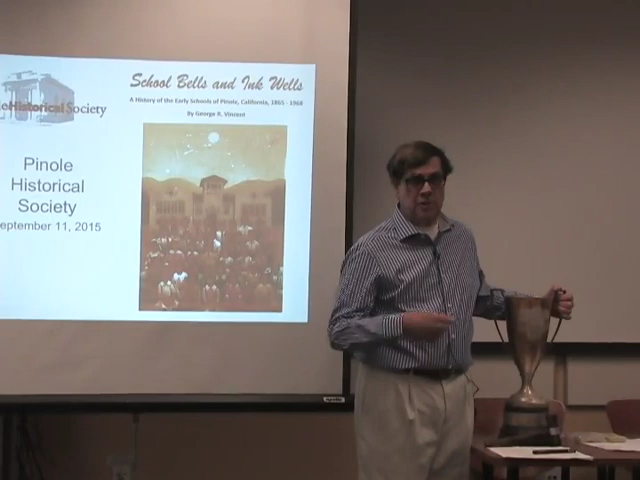 Historical Society
School Bells and Ink Wells
A History of the Early Schools of Pinole, California, 1865 - 1968
By George R. Vincent
Pinole
Historical
Society
eptember 11, 2015